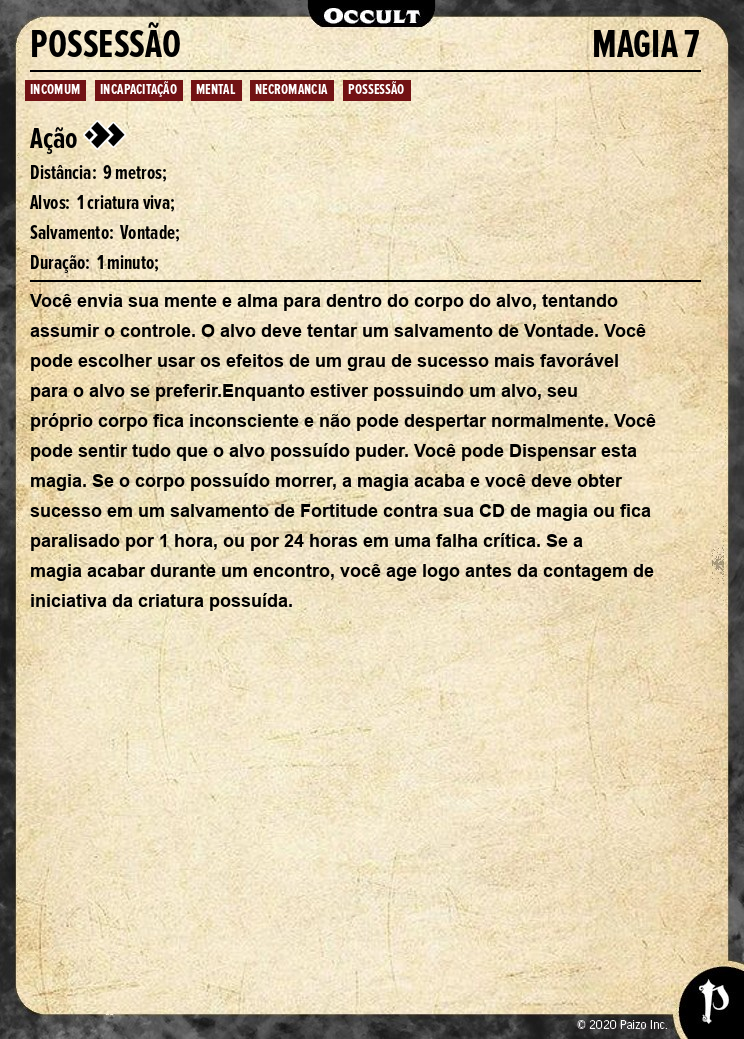 Occult
POSSESSÃO MAGIA 7
INCOMUM INCAPACITAÇÃO MENTAL NECROMANCIA POSSESSÃO
Ação
Distância: 9 metros;
Alvos: 1 criatura viva;
Salvamento: Vontade;
Duração: 1 minuto;
Você envia sua mente e alma para dentro do corpo do alvo, tentando
assumir o controle. O alvo deve tentar um salvamento de Vontade. Você
pode escolher usar os efeitos de um grau de sucesso mais favorável
para o alvo se preferir.Enquanto estiver possuindo um alvo, seu
próprio corpo fica inconsciente e não pode despertar normalmente. Você
pode sentir tudo que o alvo possuído puder. Você pode Dispensar esta
magia. Se o corpo possuído morrer, a magia acaba e você deve obter
sucesso em um salvamento de Fortitude contra sua CD de magia ou fica
paralisado por 1 hora, ou por 24 horas em uma falha crítica. Se a
magia acabar durante um encontro, você age logo antes da contagem de
iniciativa da criatura possuída.
© 2020 Paizo Inc.
P